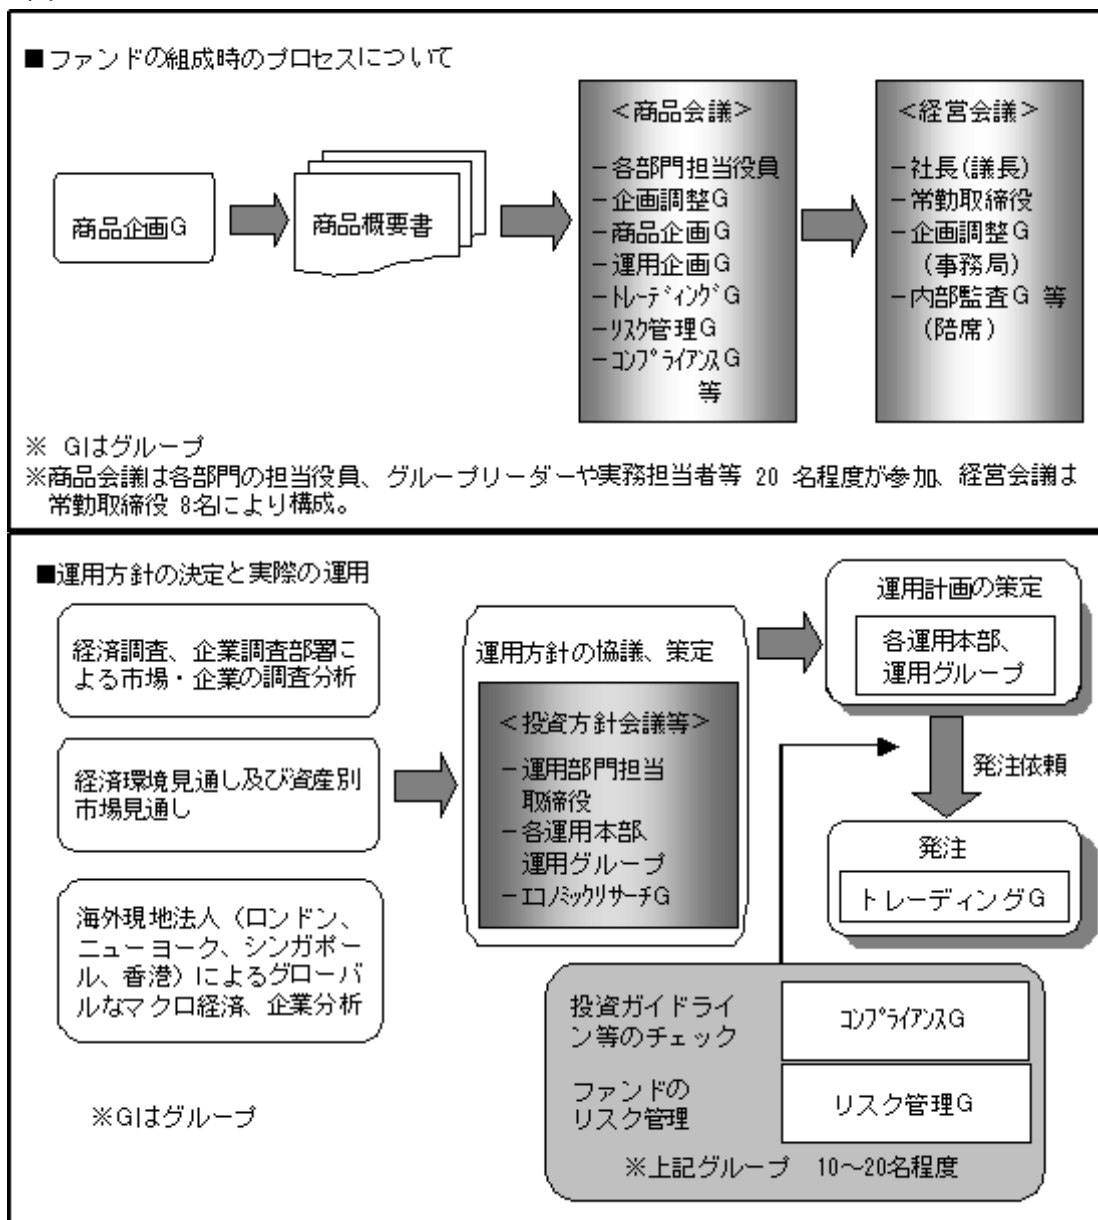 ■ファンドの組成時のプロセスについて
商品企画G
商品概要書
＜商品会議＞
－各部門担当役員
－企画調整G
－商品企画G
－運用企画G
－ﾄﾚｰﾃﾞｨﾝｸﾞG
－ﾘｽｸ管理G
－ｺﾝﾌﾟﾗｲｱﾝｽG
等
＜経営会議＞
－社長(議長)
－常勤取締役
－企画調整G
（事務局）
－内部監査G 等
（陪席）
※ Gはグループ
※商品会議は各部門の担当役員、グループリーダーや実務担当者等 20 名程度が参加、経営会議は
常勤取締役 8名により構成。
■運用方針の決定と実際の運用
経済調査、企業調査部署に
よる市場・企業の調査分析
経済環境見通し及び資産別
市場見通し
海外現地法人（ロンドン、
ニューヨーク、シンガポー
ル、香港）によるグローバ
ルなマクロ経済、企業分析
※Gはグループ
運用方針の協議、策定
＜投資方針会議等＞
－運用部門担当
取締役
－各運用本部、
運用グループ
－ｴｺﾉﾐｯｸﾘｻｰﾁG
運用計画の策定
各運用本部、
運用グループ
発注依頼
発注
トレーディングG
投資ガイドライ
ン等のチェック
ｺﾝﾌﾟﾗｲｱﾝｽG
ファンドの
リスク管理
リスク管理G
※上記グループ 10～20名程度